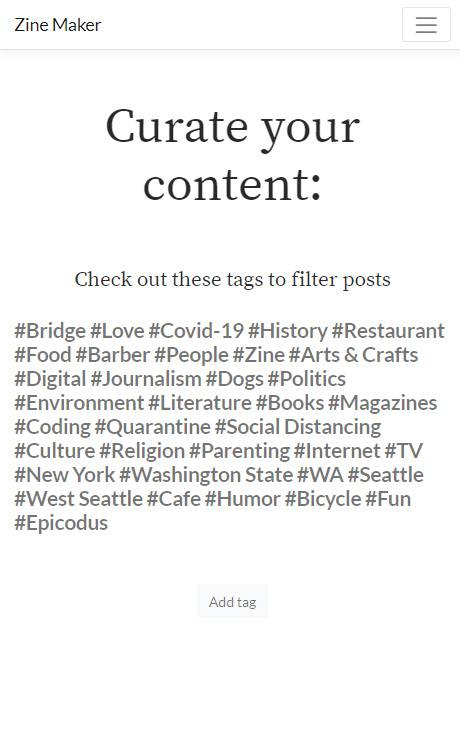 Zine Maker
Curate your
content:
Check out these tags to filter posts
#Bridge #Love #Covid-19 #History #Restaurant
#Food #Barber #People #Zine #Arts & Crafts
#Digital #Journalism #Dogs #Politics
#Environment #Literature #Books #Magazines
#Coding #Quarantine #Social Distancing
#Culture #Religion #Parenting #Internet #TV
#New York #Washington State #WA #Seattle
#West Seattle #Cafe #Humor #Bicycle #Fun
#Epicodus
Add tag